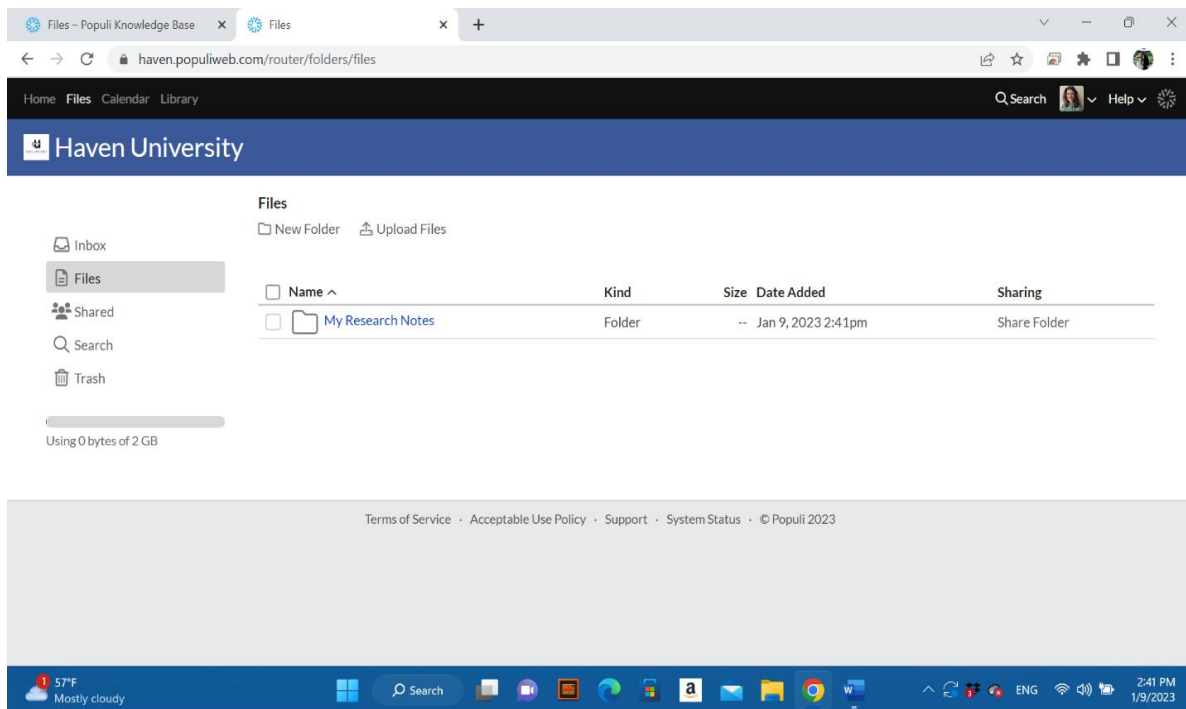 Files – Populi Knowledge Base
Files
haven.populiweb.com/router/folders/files
Home Files Calendar Library
Search Help
Haven University
Files
New Folder Upload Files
Inbox
Files
Shared
Search
Trash
Using 0 bytes of 2 GB
Name Kind Size Date Added Sharing
My Research Notes Folder -- Jan 9, 2023 2:41pm Share Folder
Terms of Service · Acceptable Use Policy · Support · System Status · © Populi 2023
1
57°F
Mostly cloudy
Search
a
W
3
ENG
2:41 PM
1/9/2023